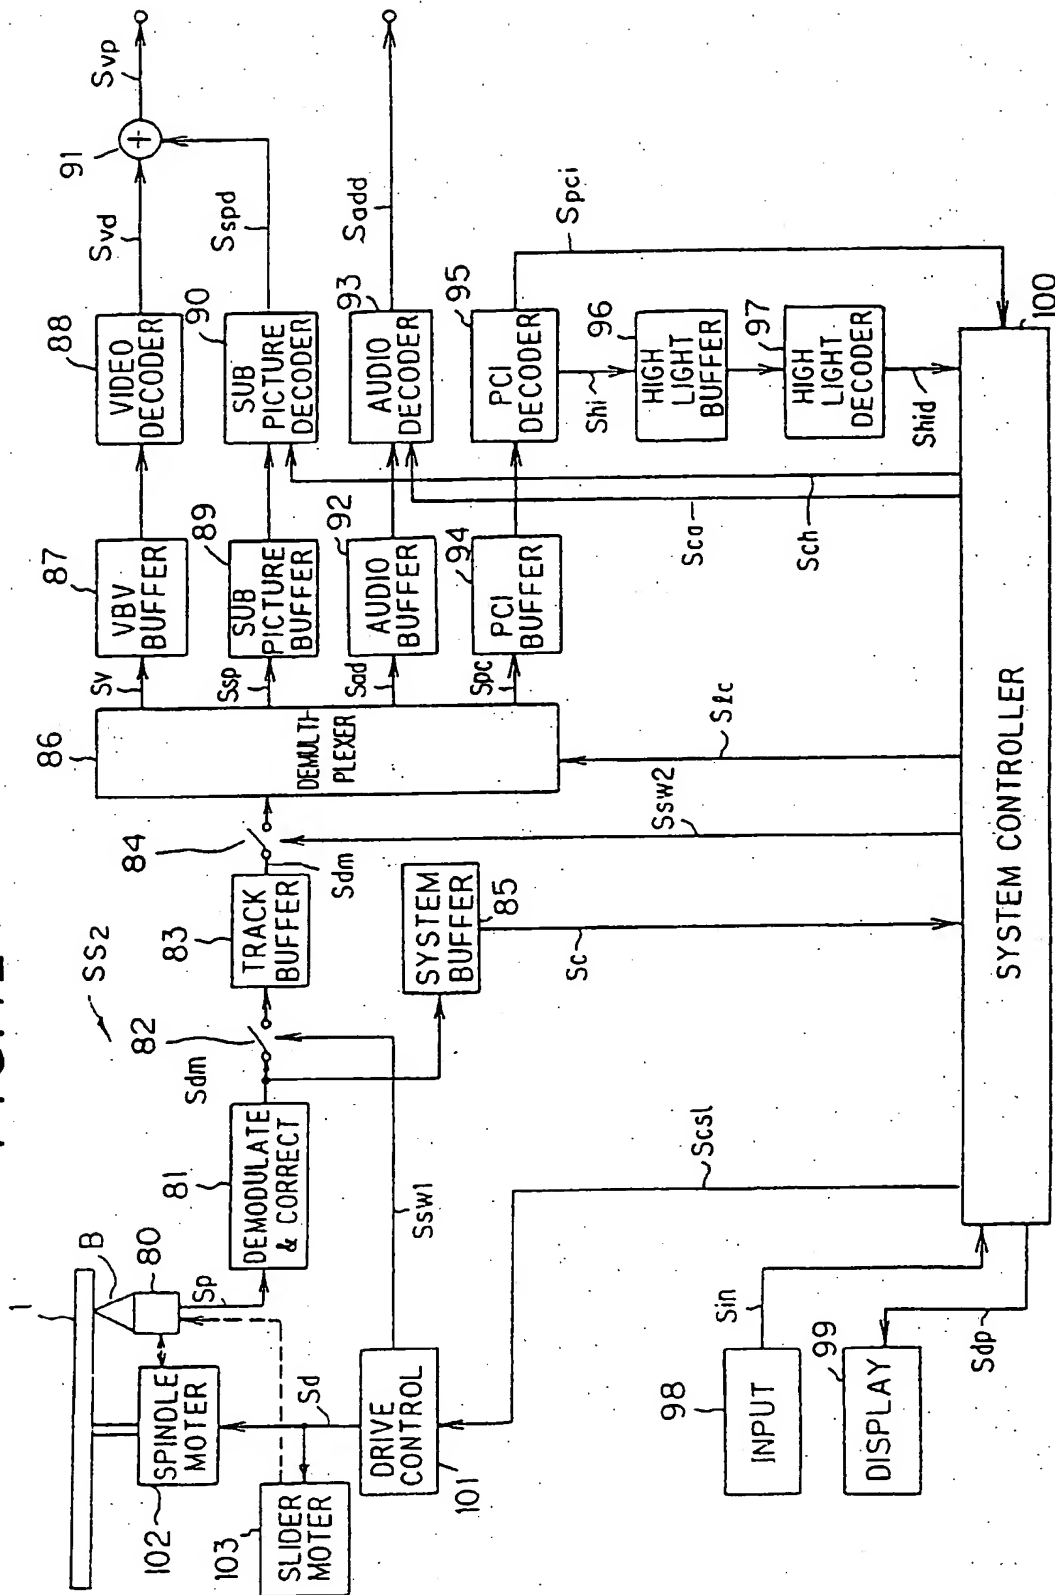 SS2
1
B
80
Sp
81
DEMODULATE
& CORRECT
Sdm
82
83
TRACK
BUFFER
Sdm
84
86
DEMULTI-
PLEXER
Sv
Ssp
Sad
Spc
87
VBV
BUFFER
88
VIDEO
DECODER
Svd
91
+
Svp
89
SUB
PICTURE
BUFFER
90
SUB
PICTURE
DECODER
Sspd
92
AUDIO
BUFFER
93
AUDIO
DECODER
Sadd
94
PCI
BUFFER
95
PCI
DECODER
Spci
Shi
96
HIGH
LIGHT
BUFFER
97
HIGH
LIGHT
DECODER
Shid
Sca
Sch
Slc
Ssw2
SYSTEM
BUFFER
85
Sc
Ssw1
Scsl
102
SPINDLE
MOTER
103
SLIDER
MOTER
Sd
DRIVE
CONTROL
101
98
INPUT
Sin
99
DISPLAY
Sdp
SYSTEM CONTROLLER
100